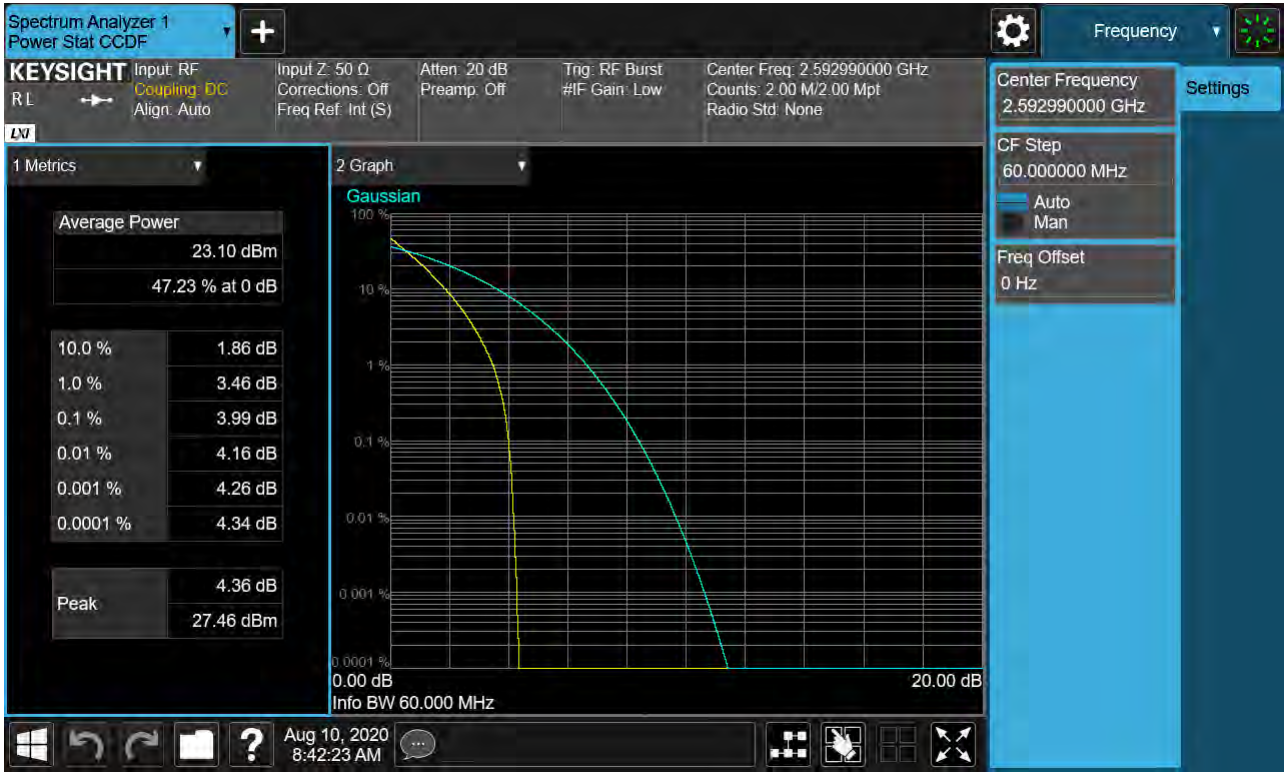 Spectrum Analyzer 1
Power Stat CCDF
+
Frequency
KEYSIGHT
RL
LXI
Input: RF
Coupling: DC
Align: Auto
Input Z: 50 Ω
Corrections: Off
Freq Ref: Int (S)
Atten: 20 dB
Preamp: Off
Trig: RF Burst
#IF Gain: Low
Center Freq: 2.592990000 GHz
Counts: 2.00 M/2.00 Mpt
Radio Std: None
Center Frequency
2.592990000 GHz
Settings
CF Step
60.000000 MHz
Auto
Man
Freq Offset
0 Hz
1 Metrics
Average Power
23.10 dBm
47.23 % at 0 dB
10.0 % 1.86 dB
1.0 % 3.46 dB
0.1 % 3.99 dB
0.01 % 4.16 dB
0.001 % 4.26 dB
0.0001 % 4.34 dB
Peak
4.36 dB
27.46 dBm
2 Graph
Gaussian
100 %
10 %
1 %
0.1 %
0.01 %
0.001 %
0.0001 %
0.00 dB 20.00 dB
Info BW 60.000 MHz
?
Aug 10, 2020
8:42:23 AM